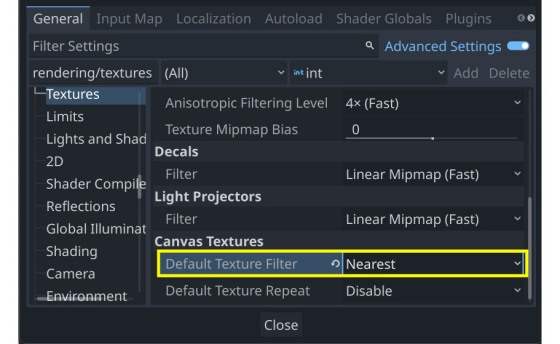 General Input Map Localization Autoload Shader Globals Plugins
Filter Settings Advanced Settings
rendering/textures (All) int int Add Delete
Textures
Limits
Lights and Shad
2D
Shader Compile
Reflections
Global Illuminat
Shading
Camera
Environment
Anisotropic Filtering Level 4× (Fast)
Texture Mipmap Bias 0
Decals
Filter Linear Mipmap (Fast)
Light Projectors
Filter Linear Mipmap (Fast)
Canvas Textures
Default Texture Filter Nearest
Default Texture Repeat Disable
Close